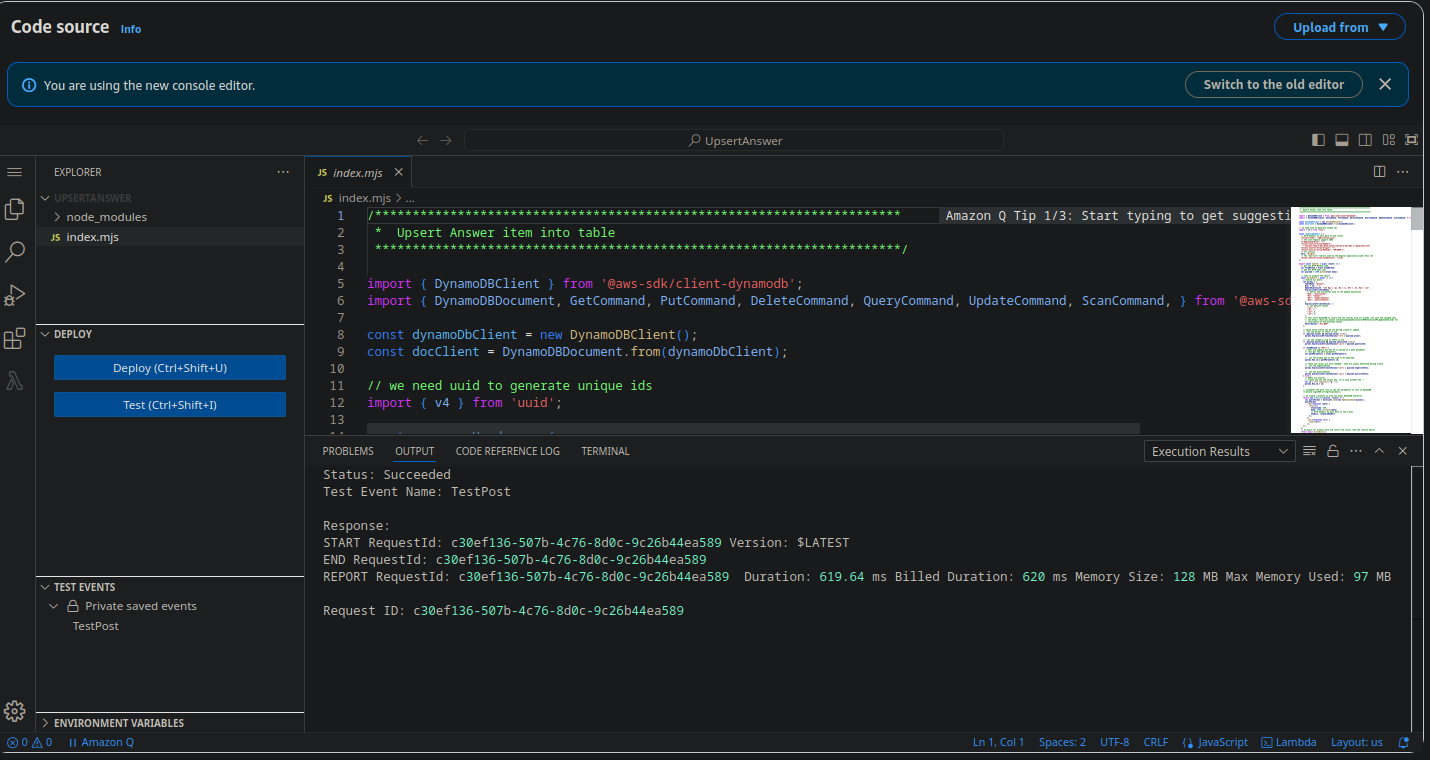 Code source Info
Upload from
You are using the new console editor.
Switch to the old editor
UpsertAnswer
EXPLORER
UPSERTANSWER
node_modules
JS index.mjs
DEPLOY
Deploy (Ctrl+Shift+U)
Test (Ctrl+Shift+I)
TEST EVENTS
Private saved events
TestPost
ENVIRONMENT VARIABLES
JS index.mjs
JS index.mjs > ...
1 /**********************************************************************
Amazon Q Tip 1/3: Start typing to get suggesti
2 * Upsert Answer item into table
3 **********************************************************************/
4
5 import { DynamoDBClient } from '@aws-sdk/client-dynamodb';
6 import { DynamoDBDocument, GetCommand, PutCommand, DeleteCommand, QueryCommand, UpdateCommand, ScanCommand, } from '@aws-sd
7
8 const dynamoDbClient = new DynamoDBClient();
9 const docClient = DynamoDBDocument.from(dynamoDbClient);
10
11 // we need uuid to generate unique ids
12 import { v4 } from 'uuid';
13
PROBLEMS OUTPUT CODE REFERENCE LOG TERMINAL
Execution Results
Status: Succeeded
Test Event Name: TestPost
Response:
START RequestId: c30ef136-507b-4c76-8d0c-9c26b44ea589 Version: $LATEST
END RequestId: c30ef136-507b-4c76-8d0c-9c26b44ea589
REPORT RequestId: c30ef136-507b-4c76-8d0c-9c26b44ea589 Duration: 619.64 ms Billed Duration: 620 ms Memory Size: 128 MB Max Memory Used: 97 MB
Request ID: c30ef136-507b-4c76-8d0c-9c26b44ea589
0 0 Amazon Q
Ln 1, Col 1 Spaces: 2 UTF-8 CRLF {} JavaScript Lambda Layout: us